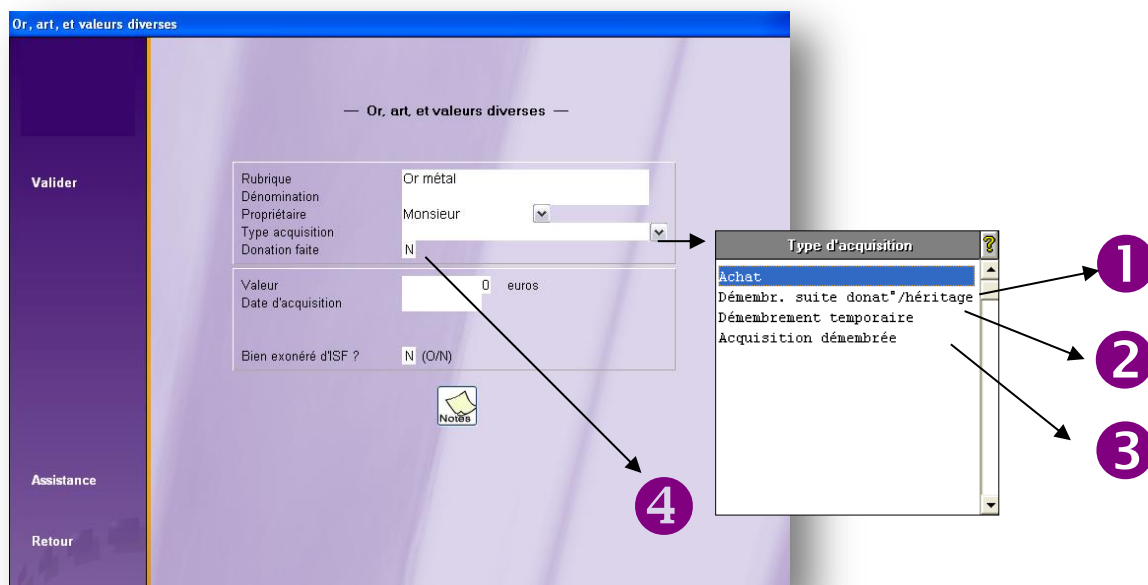 Or, art, et valeurs diverses
— Or, art, et valeurs diverses —
Valider
Rubrique Or métal
Dénomination
Propriétaire Monsieur
Type acquisition
Donation faite N
Valeur 0 euros
Date d'acquisition
Bien exonéré d'ISF ? N (O/N)
Notes
Assistance
Retour
Type d'acquisition ?
Achat
Démembr. suite donat°/héritage
Démembrement temporaire
Acquisition démembrée
1
2
3
4